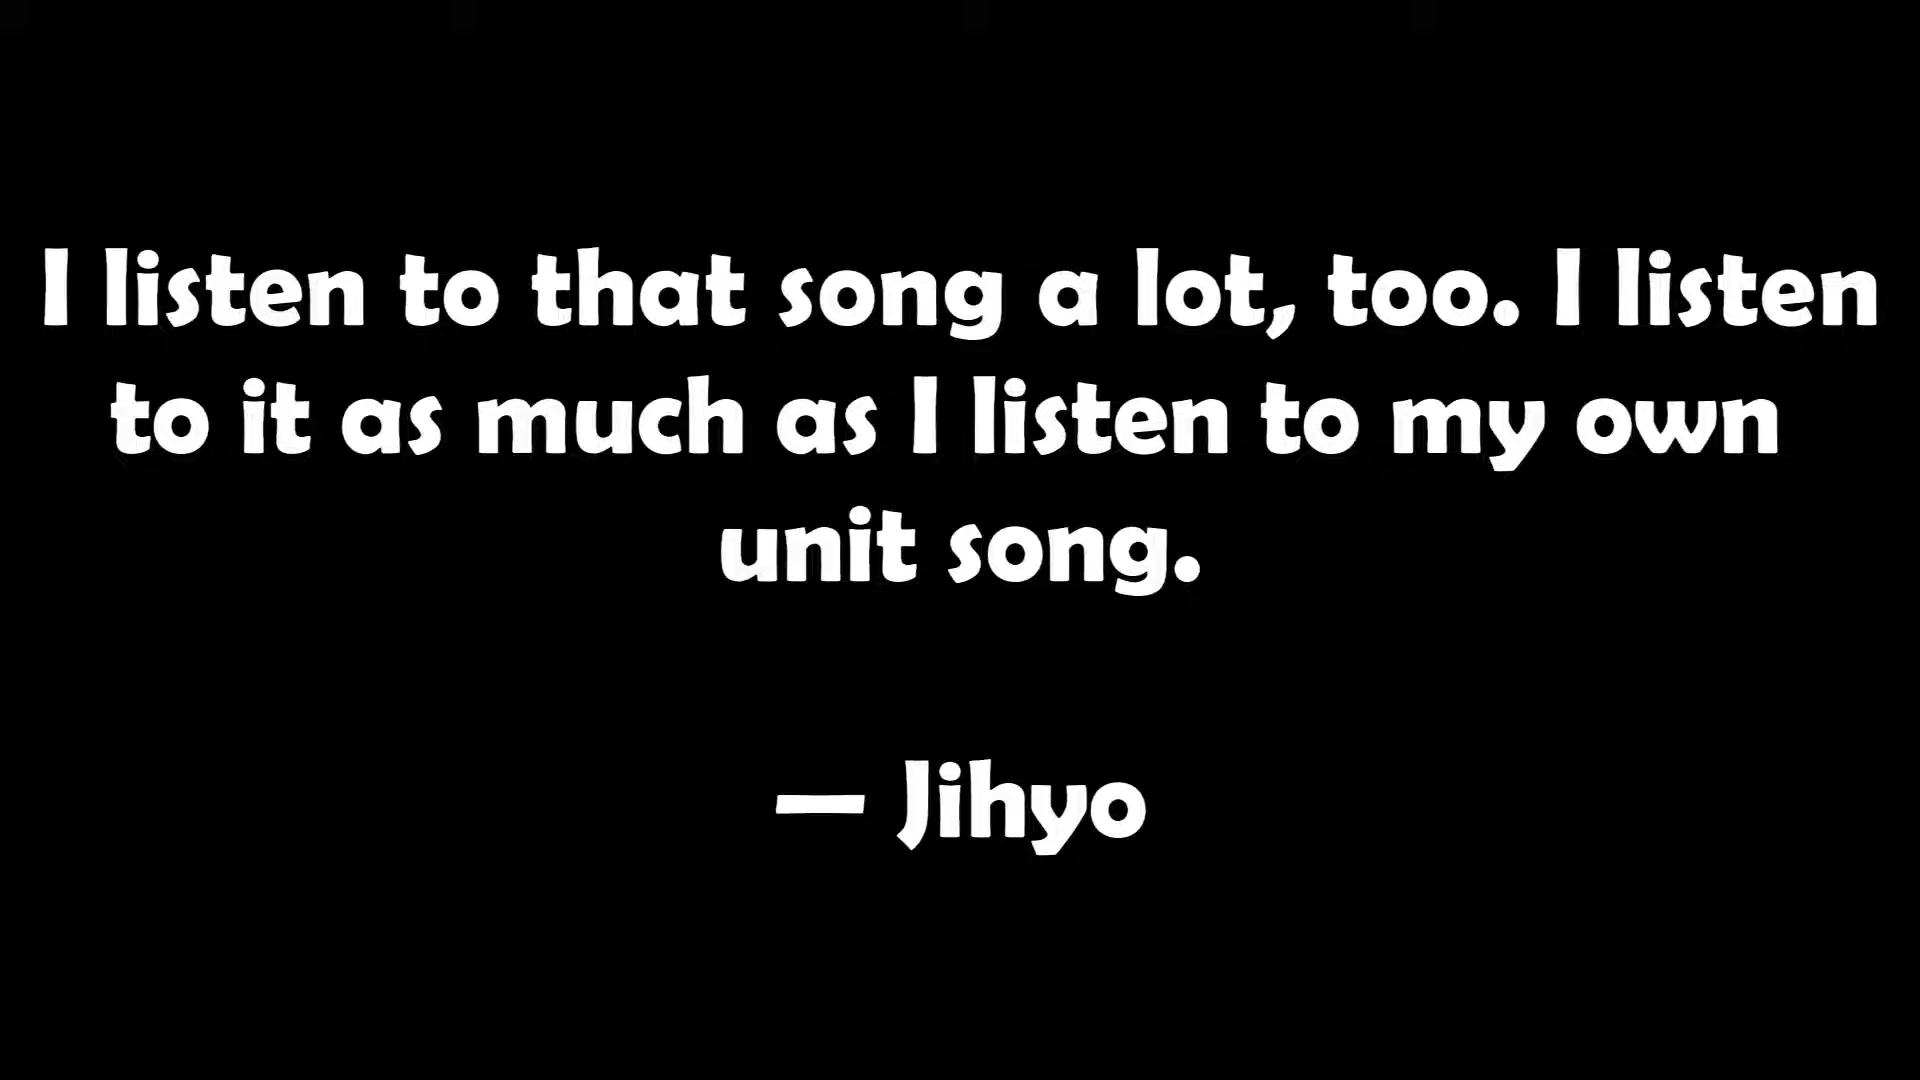 I listen to that song a lot, too. I listen
to it as much as I listen to my own
unit song.
— Jihyo